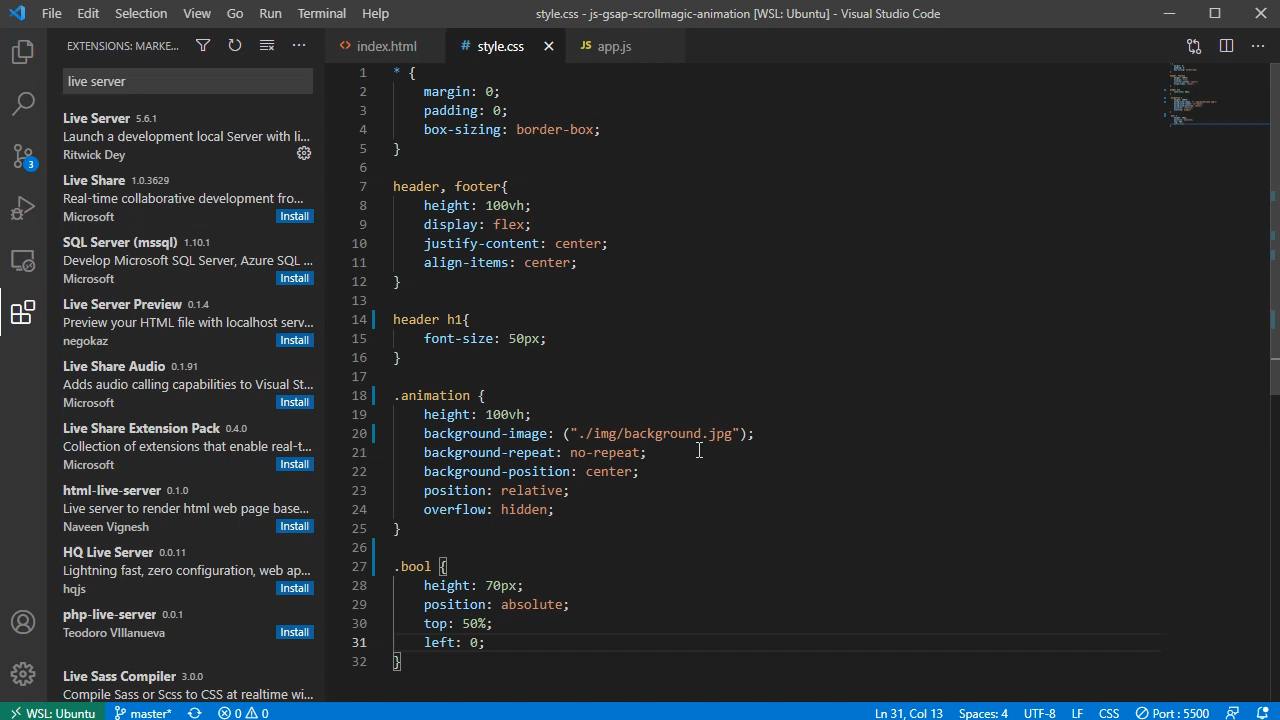 File Edit Selection View Go Run Terminal Help
style.css - js-gsap-scrollmagic-animation [WSL: Ubuntu] - Visual Studio Code
EXTENSIONS: MARKE...
index.html
# style.css
JS app.js
live server
Live Server 5.6.1
Launch a development local Server with li...
Ritwick Dey
Live Share 1.0.3629
Real-time collaborative development fro...
Microsoft Install
SQL Server (mssql) 1.10.1
Develop Microsoft SQL Server, Azure SQL ...
Microsoft Install
Live Server Preview 0.1.4
Preview your HTML file with localhost serv...
negokaz Install
Live Share Audio 0.1.91
Adds audio calling capabilities to Visual St...
Microsoft Install
Live Share Extension Pack 0.4.0
Collection of extensions that enable real-t...
Microsoft Install
html-live-server 0.1.0
Live server to render html web page base...
Naveen Vignesh Install
HQ Live Server 0.0.11
Lightning fast, zero configuration, web ap...
hqjs Install
php-live-server 0.0.1
Teodoro VIllanueva Install
Live Sass Compiler 3.0.0
Compile Sass or Scss to CSS at realtime wi...
3
1 * {
2 margin: 0;
3 padding: 0;
4 box-sizing: border-box;
5 }
6
7 header, footer{
8 height: 100vh;
9 display: flex;
10 justify-content: center;
11 align-items: center;
12 }
13
14 header h1{
15 font-size: 50px;
16 }
17
18 .animation {
19 height: 100vh;
20 background-image: ("./img/background.jpg");
21 background-repeat: no-repeat;
22 background-position: center;
23 position: relative;
24 overflow: hidden;
25 }
26
27 .bool {
28 height: 70px;
29 position: absolute;
30 top: 50%;
31 left: 0;
32 }
WSL: Ubuntu master* 0 0 Ln 31, Col 13 Spaces: 4 UTF-8 LF CSS Port : 5500